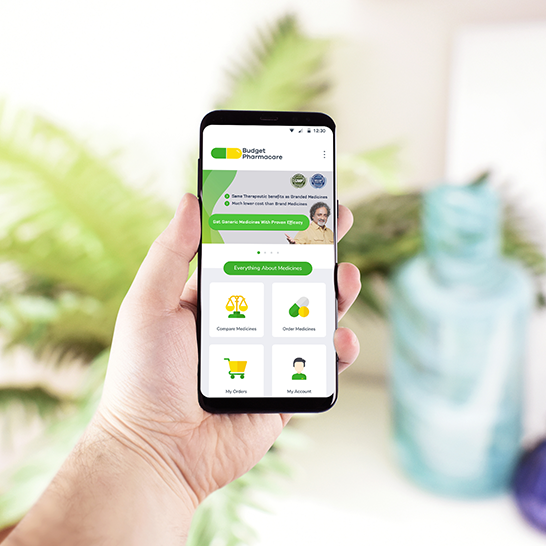 12:30
Budget
Pharmacare
Same Therapeutic benefits as Branded Medicines
Much lower cost than Brand Medicines
Get Generic Medicines With Proven Efficacy
Everything About Medicines
Compare Medicines
Order Medicines
My Orders
My Account